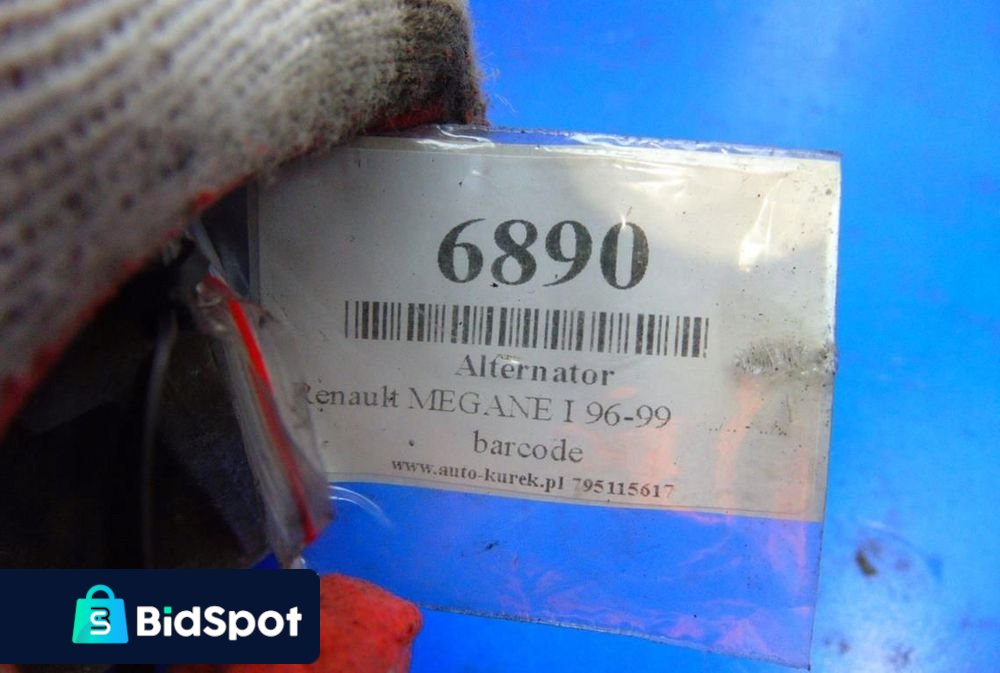 6890
Alternator
Renault MEGANE I 96-99
barcode
www.auto-kurek.pl 795115617
BidSpot